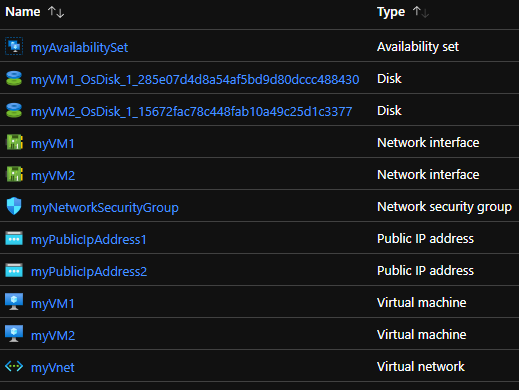 Name ↑↓ Type ↑↓
myAvailabilitySet Availability set
myVM1_OsDisk_1_285e07d4d8a54af5bd9d80dccc488430 Disk
myVM2_OsDisk_1_15672fac78c448fab10a49c25d1c3377 Disk
myVM1 Network interface
myVM2 Network interface
myNetworkSecurityGroup Network security group
myPublicIpAddress1 Public IP address
myPublicIpAddress2 Public IP address
myVM1 Virtual machine
myVM2 Virtual machine
myVnet Virtual network